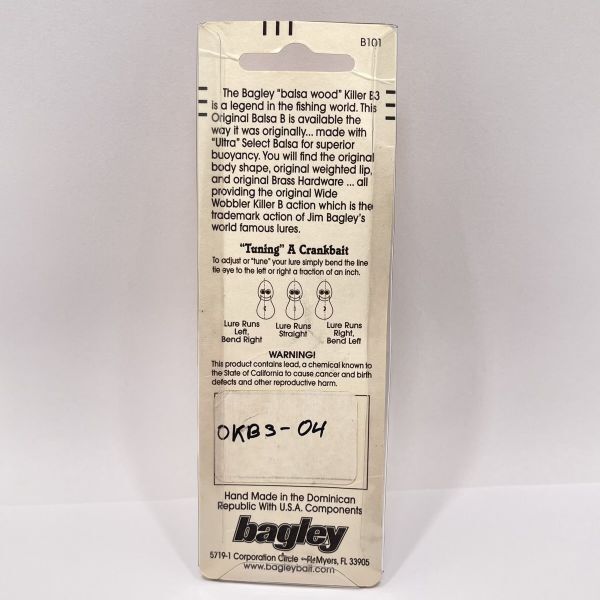 B101
The Bagley "balsa wood" Killer B3
is a legend in the fishing world. This
Original Balsa B is available the
way it was originally... made with
"Ultra" Select Balsa for superior
buoyancy. You will find the original
body shape, original weighted lip,
and original Brass Hardware ... all
providing the original Wide
Wobbler Killer B action which is the
trademark action of Jim Bagley's
world famous lures.
"Tuning" A Crankbait
To adjust or "tune" your lure simply bend the line
tie eye to the left or right a fraction of an inch.
Lure Runs Left, Bend Right
Lure Runs Straight
Lure Runs Right, Bend Left
WARNING!
This product contains lead, a chemical known to
the State of California to cause cancer and birth
defects and other reproductive harm.
OKB3-04
Hand Made in the Dominican
Republic With U.S.A. Components
bagley
5719-1 Corporation Circle Ft. Myers, FL 33905
www.bagleybait.com